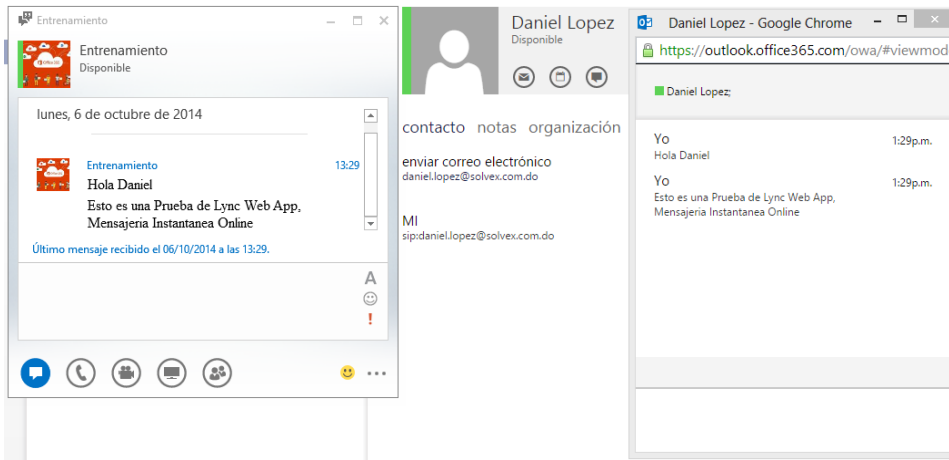 Entrenamiento
Entrenamiento
Disponible
lunes, 6 de octubre de 2014
Entrenamiento 13:29
Hola Daniel
Esto es una Prueba de Lync Web App,
Mensajeria Instantanea Online
Último mensaje recibido el 06/10/2014 a las 13:29.
A
!
Daniel Lopez
Disponible
contacto notas organización
enviar correo electrónico
daniel.lopez@solvex.com.do
MI
sip:daniel.lopez@solvex.com.do
Daniel Lopez - Google Chrome
https://outlook.office365.com/owa/#viewmod
Daniel Lopez;
Yo 1:29p.m.
Hola Daniel
Yo 1:29p.m.
Esto es una Prueba de Lync Web App,
Mensajeria Instantanea Online